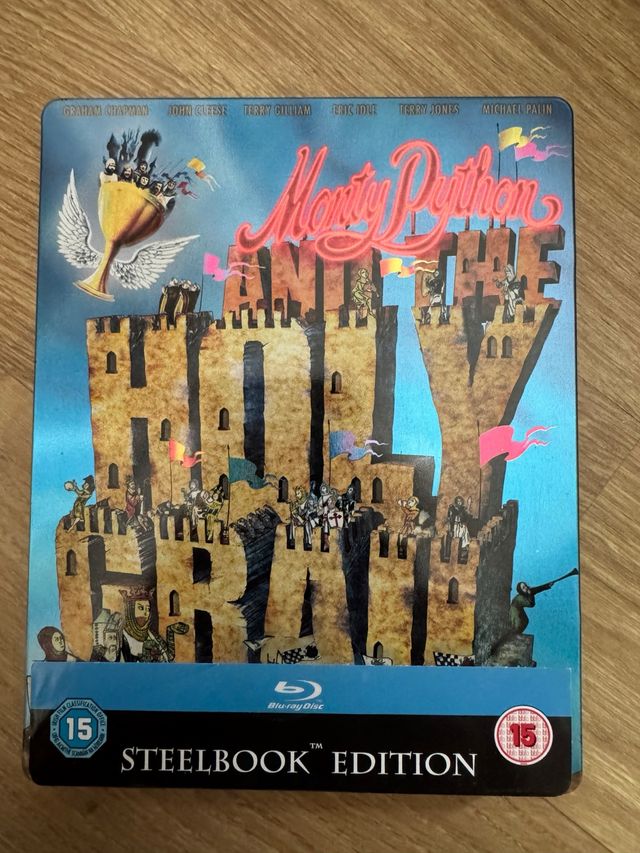 GRAHAM CHAPMAN JOHN CLEESE TERRY GILLIAM ERIC IDLE TERRY JONES MICHAEL PALIN
Monty Python
AND THE
HOLY
GRAIL
Blu-ray Disc
15
STEELBOOK™ EDITION
15